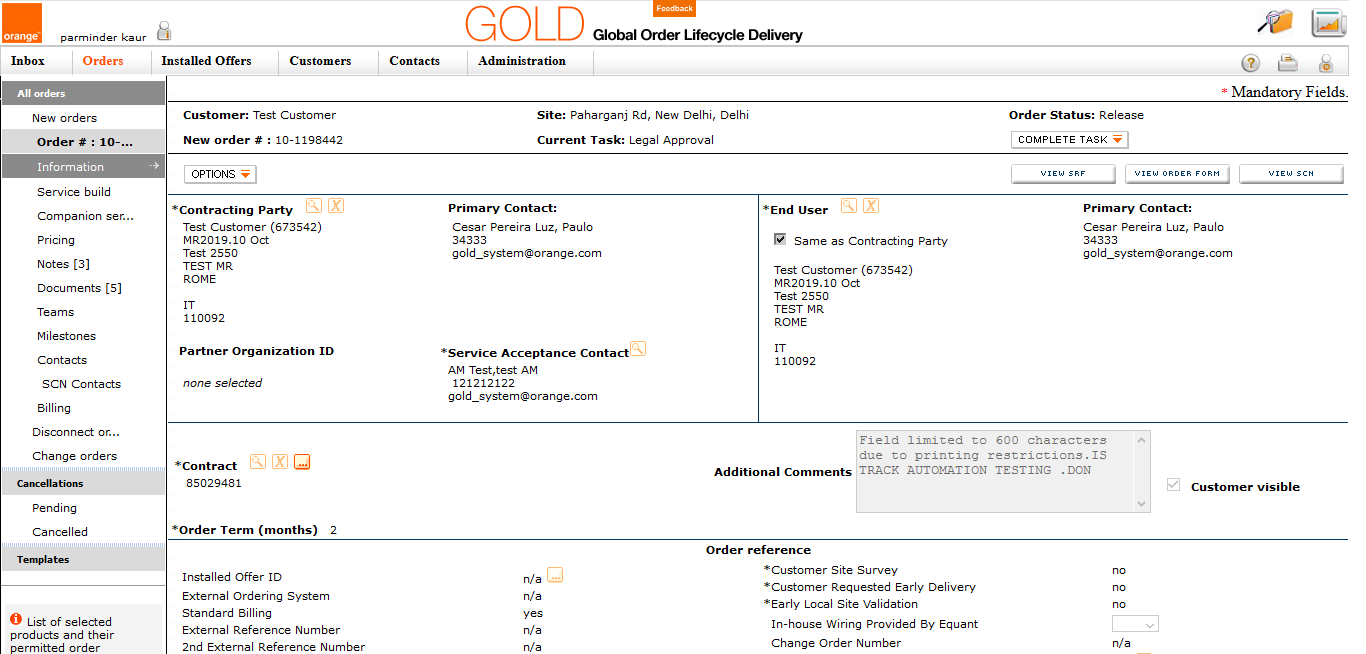 Feedback
orange™
parminder kaur
GOLD Global Order Lifecycle Delivery
Inbox Orders Installed Offers Customers Contacts Administration
* Mandatory Fields.
All orders
New orders
Order # : 10-...
Information
Service build
Companion ser...
Pricing
Notes [3]
Documents [5]
Teams
Milestones
Contacts
SCN Contacts
Billing
Disconnect or...
Change orders
Cancellations
Pending
Cancelled
Templates
List of selected
products and their
permitted order
Customer: Test Customer
Site: Paharganj Rd, New Delhi, Delhi
Order Status: Release
New order # : 10-1198442
Current Task: Legal Approval
COMPLETE TASK
OPTIONS
VIEW SRF
VIEW ORDER FORM
VIEW SCN
*Contracting Party
Test Customer (673542)
MR2019.10 Oct
Test 2550
TEST MR
ROME
IT
110092
Primary Contact:
Cesar Pereira Luz, Paulo
34333
gold_system@orange.com
Partner Organization ID
none selected
*Service Acceptance Contact
AM Test,test AM
121212122
gold_system@orange.com
*End User
Same as Contracting Party
Test Customer (673542)
MR2019.10 Oct
Test 2550
TEST MR
ROME
IT
110092
Primary Contact:
Cesar Pereira Luz, Paulo
34333
gold_system@orange.com
*Contract
85029481
Additional Comments
Field limited to 600 characters
due to printing restrictions.IS
TRACK AUTOMATION TESTING .DON
Customer visible
*Order Term (months) 2
Order reference
Installed Offer ID n/a
External Ordering System n/a
Standard Billing yes
External Reference Number n/a
2nd External Reference Number n/a
*Customer Site Survey no
*Customer Requested Early Delivery no
*Early Local Site Validation no
In-house Wiring Provided By Equant
Change Order Number n/a